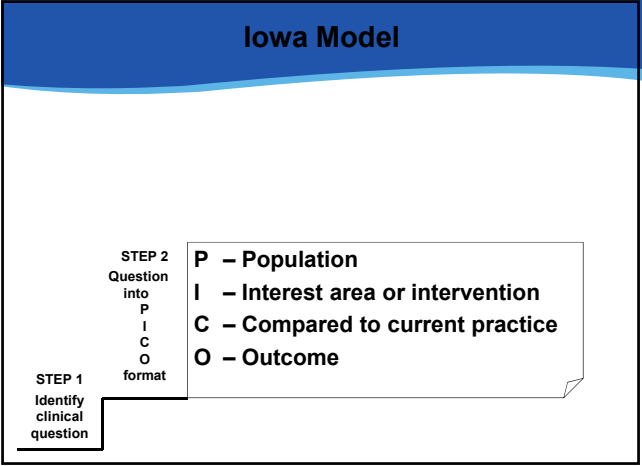 Iowa Model
STEP 2
Question
into
P
I
C
O
format
P – Population
I – Interest area or intervention
C – Compared to current practice
O – Outcome
STEP 1
Identify
clinical
question